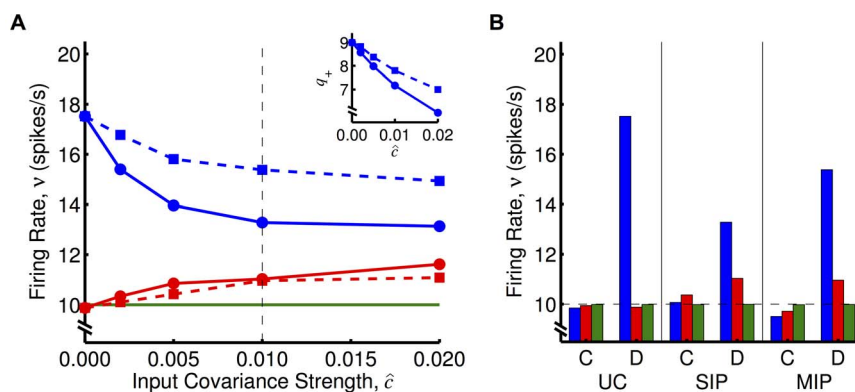 A
Firing Rate, ν (spikes/s)
20
18
16
14
12
10
0.000 0.005 0.010 0.015 0.020
Input Covariance Strength, ĉ
q+
9
8
7
0.00 0.01 0.02
ĉ
B
Firing Rate, ν (spikes/s)
20
18
16
14
12
10
C D C D C D
UC SIP MIP